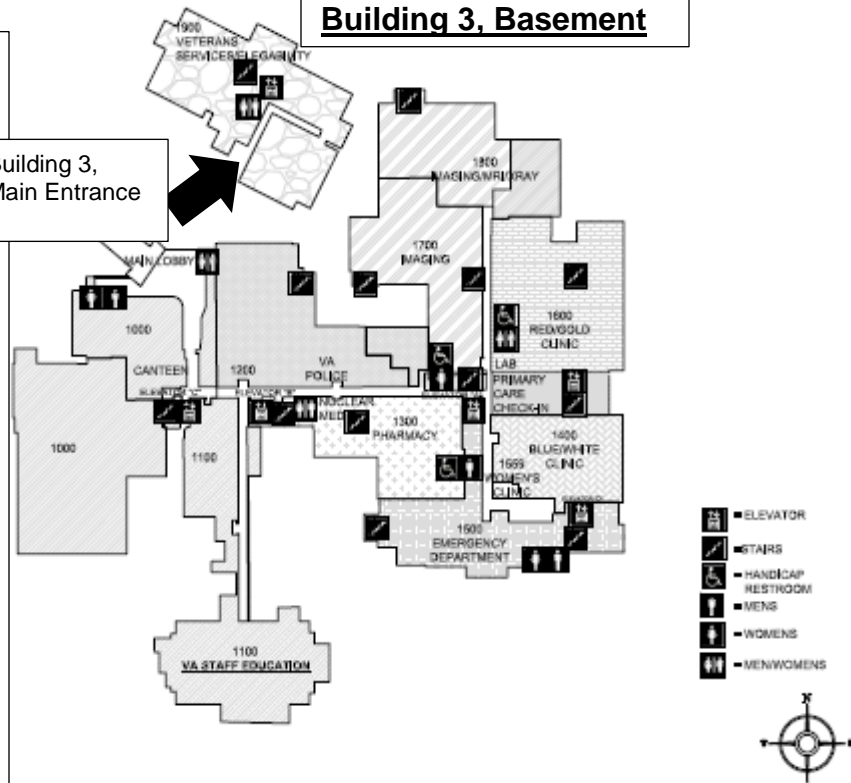 Building 3, Basement
1900
VETERANS
SERVICES/ELEGABILITY
Building 3,
Main Entrance
1800
IMAGING/MRI/XRAY
1700
IMAGING
MAIN LOBBY
1000
1600
RED/GOLD
CLINIC
CANTEEN
1200
VA
POLICE
LAB
PRIMARY
CARE
CHECK-IN
ELEVATOR "C"
ELEVATOR "B"
NUCLEAR
MED
1300
PHARMACY
1000
1100
1400
BLUE/WHITE
CLINIC
WOMEN'S
CLINIC
1500
EMERGENCY
DEPARTMENT
1100
VA STAFF EDUCATION
= ELEVATOR
= STAIRS
= HANDICAP
RESTROOM
= MENS
= WOMENS
= MEN/WOMENS
N